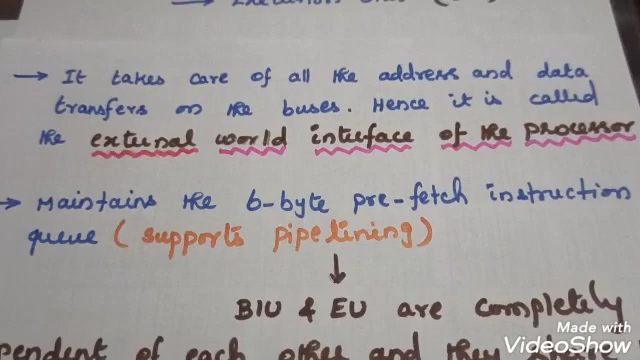 → It takes care of all the address and data
transfers on the buses. Hence it is called
the external world interface of the processor
→ Maintains the 6-byte pre-fetch instruction
queue (supports pipelining)
↓
BIU & EU are completely
pendent of each other and they
Made with
VideoShow